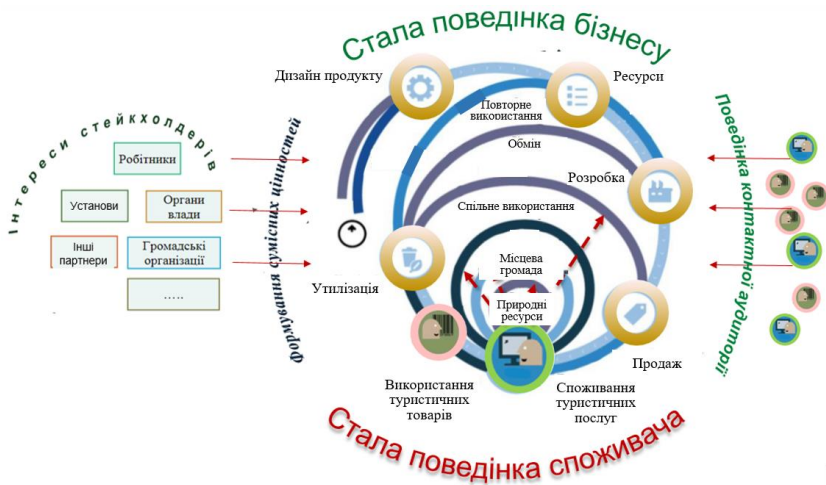 Стала поведінка бізнесу
Дизайн продукту
Ресурси
Повторне
використання
Обмін
Розробка
Спільне використання
Місцева
громада
Природні
ресурси
Утилізація
Продаж
Використання
туристичних
товарів
Споживання
туристичних
послуг
Стала поведінка споживача
Інтереси стейкхолдерів
Робітники
Установи
Органи
влади
Інші
партнери
Громадські
організації
.....
Формування сумісних цінностей
Поведінка контактної аудиторії